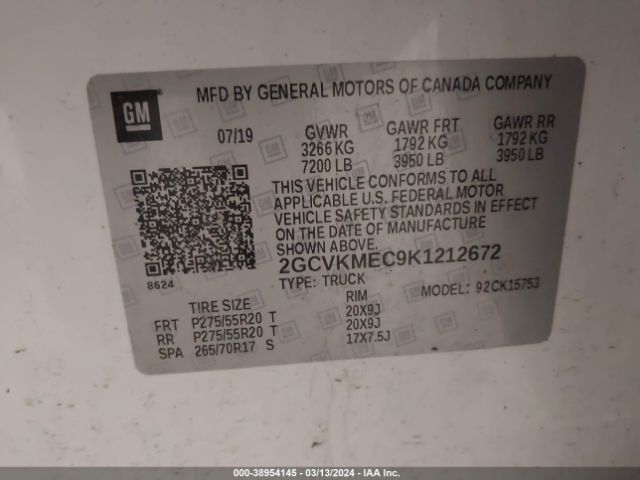 GM
MFD BY GENERAL MOTORS OF CANADA COMPANY
07/19 GVWR GAWR FRT GAWR RR
3266 KG 1792 KG 1792 KG
7200 LB 3950 LB 3950 LB
THIS VEHICLE CONFORMS TO ALL
APPLICABLE U.S. FEDERAL MOTOR
VEHICLE SAFETY STANDARDS IN EFFECT
ON THE DATE OF MANUFACTURE
SHOWN ABOVE.
8624
2GCVKMEC9K1212672
TYPE: TRUCK MODEL: 92CK15753
TIRE SIZE RIM
FRT P275/55R20 T 20X9J
RR P275/55R20 T 20X9J
SPA 265/70R17 S 17X7.5J
000-38954145 - 03/13/2024 - IAA Inc.